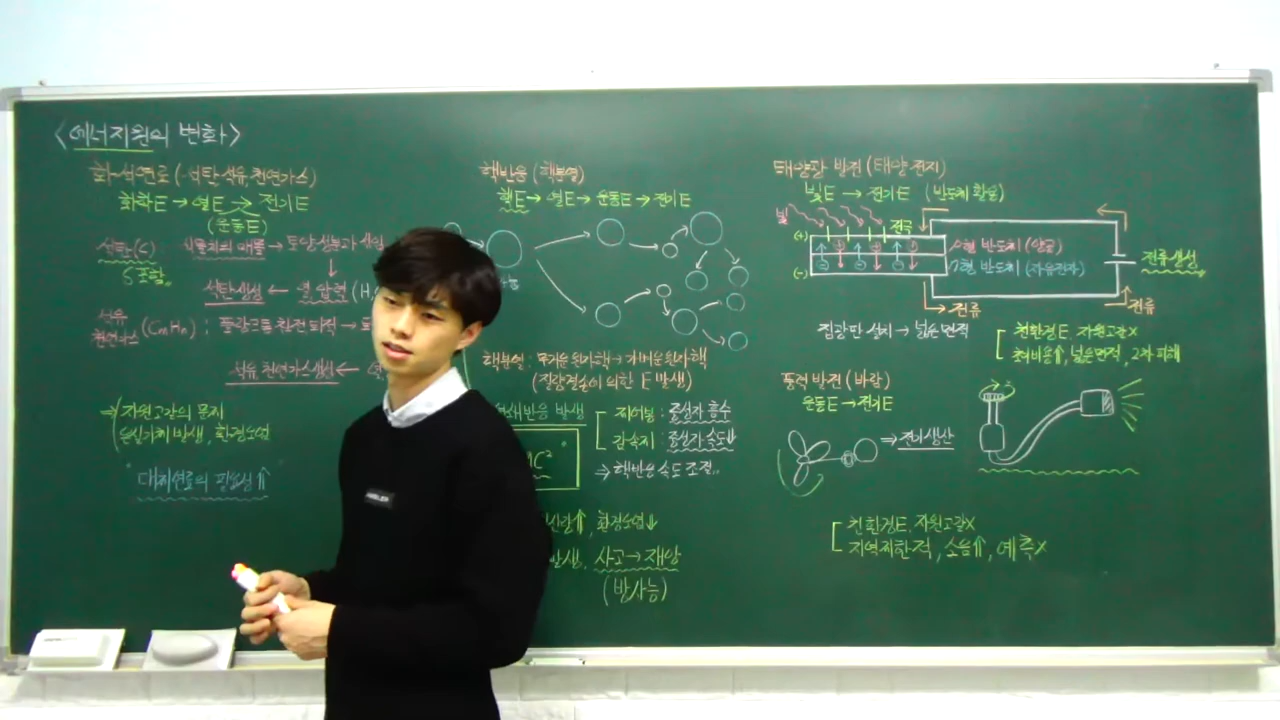 <에너지원의 변화>
화석연료 (석탄, 석유, 천연가스)
화학E → 열E → 전기E
(운동E)
석탄(C) 식물체의 매몰 → 토양성분과
S 포함
석탄생성 ← 열, 압력 (H
석유
천연가스 (CmHn) : 플랑크톤 퇴적 →
석유, 천연가스생성 ←
⇒ 자원고갈의 문제
온실기체 발생, 환경오염
"대체연료의 필요성⇑"
핵반응 (핵분열)
핵E → 열E → 운동E → 전기E
핵분열 : 무거운 원자핵 → 가벼운 원자핵
(질량결손에 의한 E 발생)
연쇄반응 발생
제어봉 : 중성자 흡수
감속재 : 중성자 속도↓
⇒ 핵반응 속도 조절
C²
환경오염↓
발생, 사고 → 재앙
(방사능)
태양광 발전 (태양전지)
빛E → 전기E (반도체 활용)
빛
전극
(+)
p형 반도체 (양공)
n형 반도체 (자유전자)
(-)
전류생성
전류
전류
집광판 설치 → 넓은 면적
친환경E, 자원고갈X
초기비용↑, 넓은면적, 2차 피해
풍력발전 (바람)
운동E → 전기E
⇒ 전기생산
친환경E, 자원고갈X
지역제한적, 소음⇑, 예측X